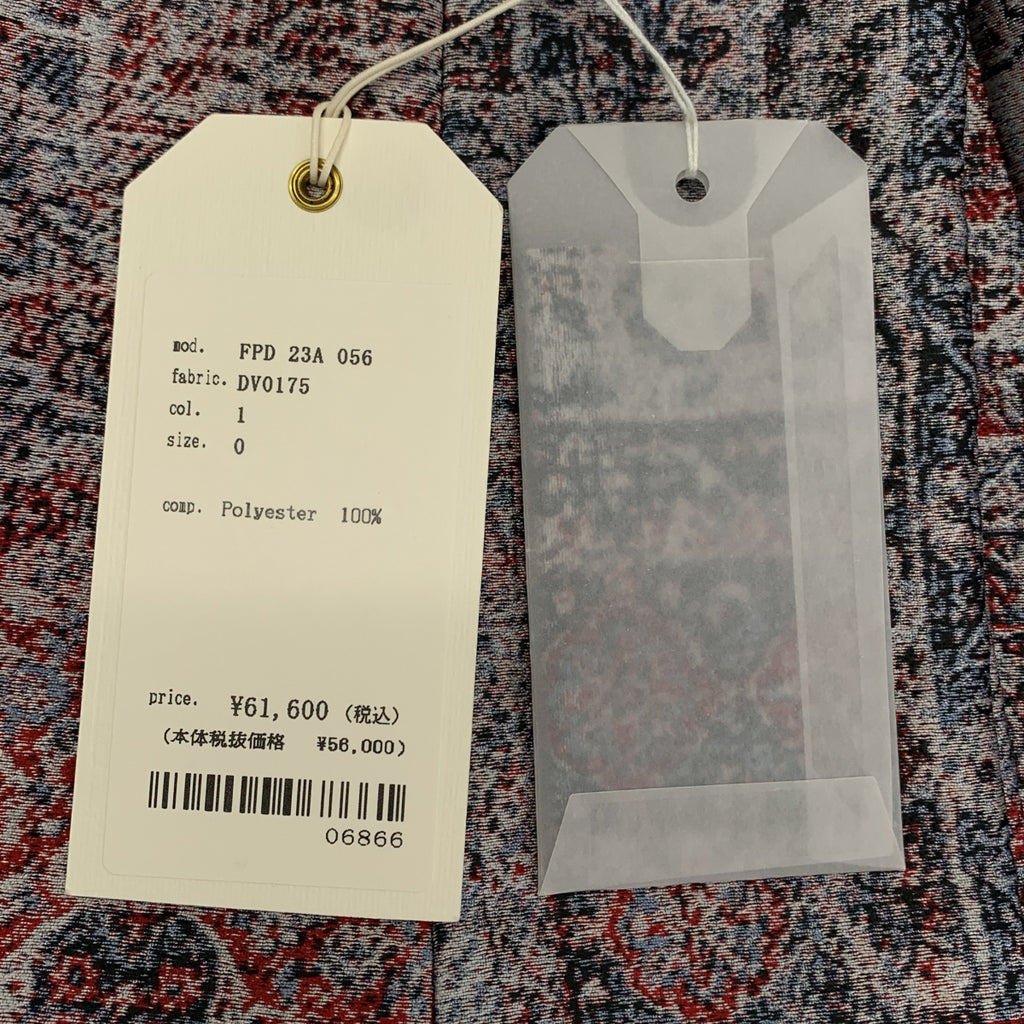 mod. FPD 23A 056
fabric. DV0175
col. 1
size. 0
comp. Polyester 100%
price. ¥61,600 (税込)
(本体税抜価格 ¥56,000)
06866